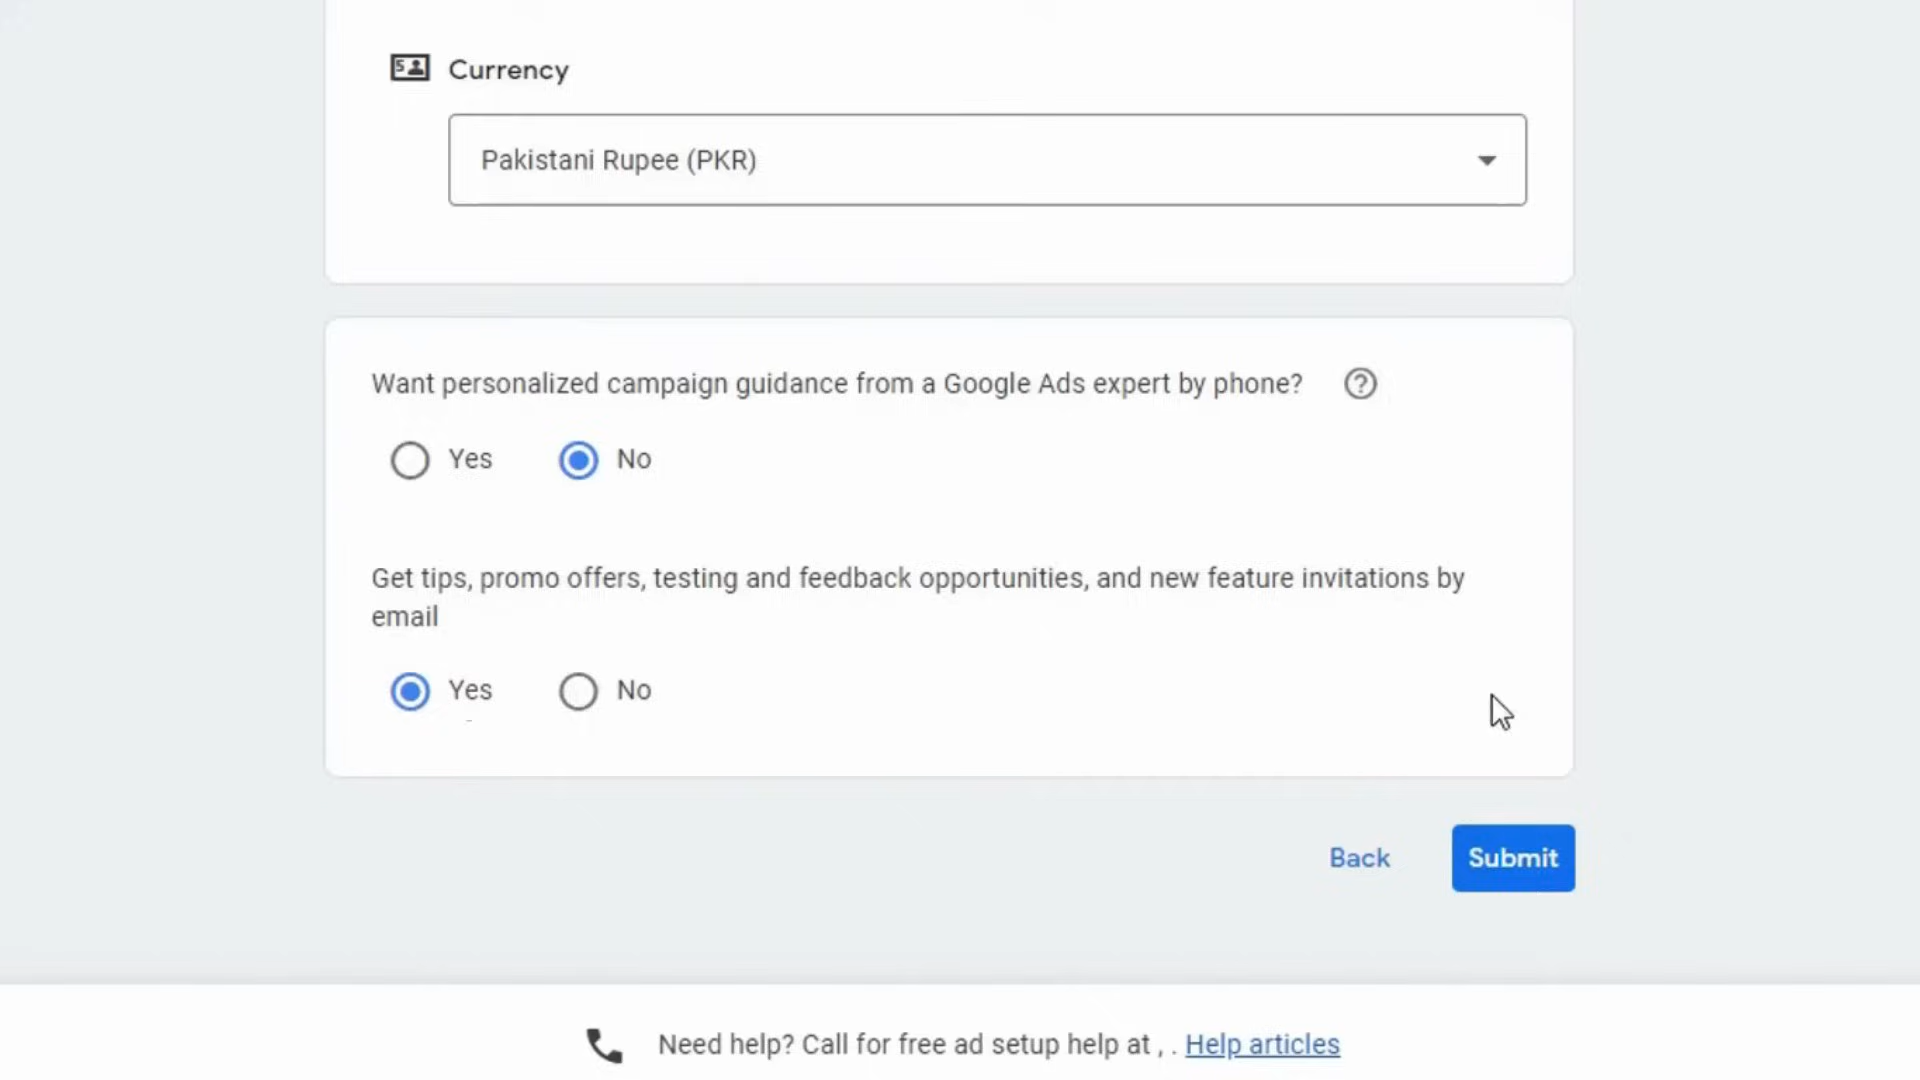 Currency
Pakistani Rupee (PKR)
Want personalized campaign guidance from a Google Ads expert by phone?
Yes No
Get tips, promo offers, testing and feedback opportunities, and new feature invitations by
email
Yes No
Back Submit
Need help? Call for free ad setup help at , . Help articles